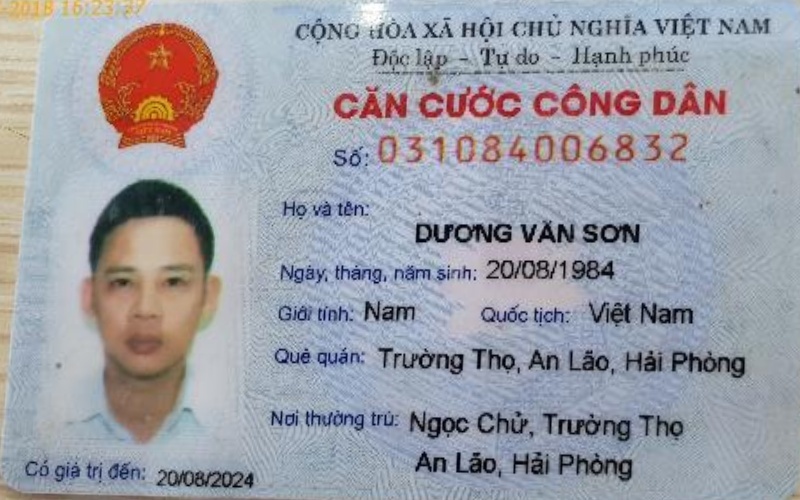 -2018 16:23:27
CỘNG HÒA XÃ HỘI CHỦ NGHĨA VIỆT NAM
Độc lập - Tự do - Hạnh phúc
CĂN CƯỚC CÔNG DÂN
Số: 031084006832
Họ và tên:
DƯƠNG VĂN SƠN
Ngày, tháng, năm sinh: 20/08/1984
Giới tính: Nam Quốc tịch: Việt Nam
Quê quán: Trường Thọ, An Lão, Hải Phòng
Nơi thường trú: Ngọc Chử, Trường Thọ
An Lão, Hải Phòng
Có giá trị đến: 20/08/2024